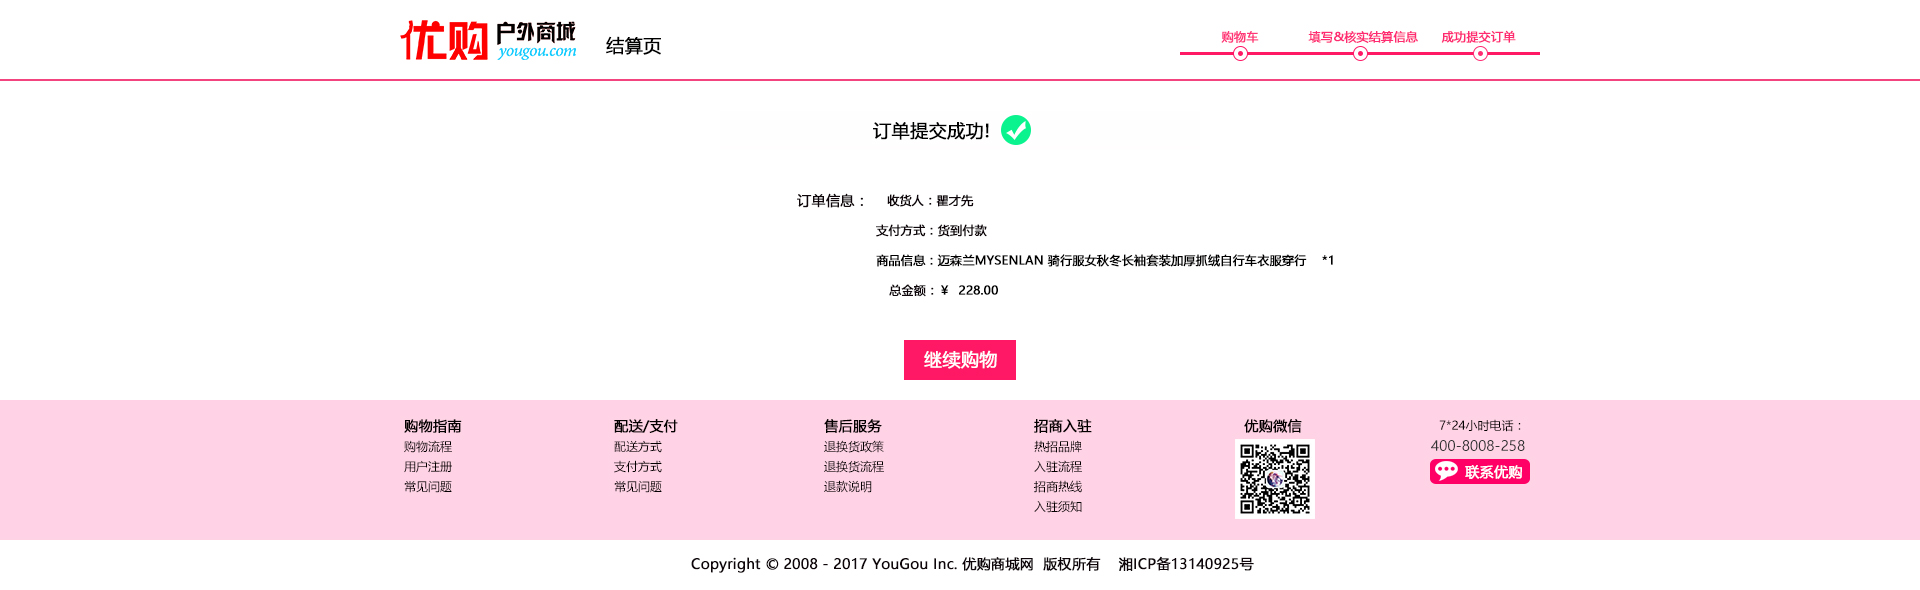 优购 户外商城
yougou.com
结算页
购物车 填写&核实结算信息 成功提交订单
订单提交成功!
订单信息： 收货人：瞿才先
支付方式：货到付款
商品信息：迈森兰MYSENLAN 骑行服女秋冬长袖套装加厚抓绒自行车衣服穿行 *1
总金额：¥ 228.00
继续购物
购物指南
购物流程
用户注册
常见问题
配送/支付
配送方式
支付方式
常见问题
售后服务
退换货政策
退换货流程
退款说明
招商入驻
热招品牌
入驻流程
招商热线
入驻须知
优购微信
7*24小时电话：
400-8008-258
联系优购
Copyright © 2008 - 2017 YouGou Inc. 优购商城网 版权所有 湘ICP备13140925号